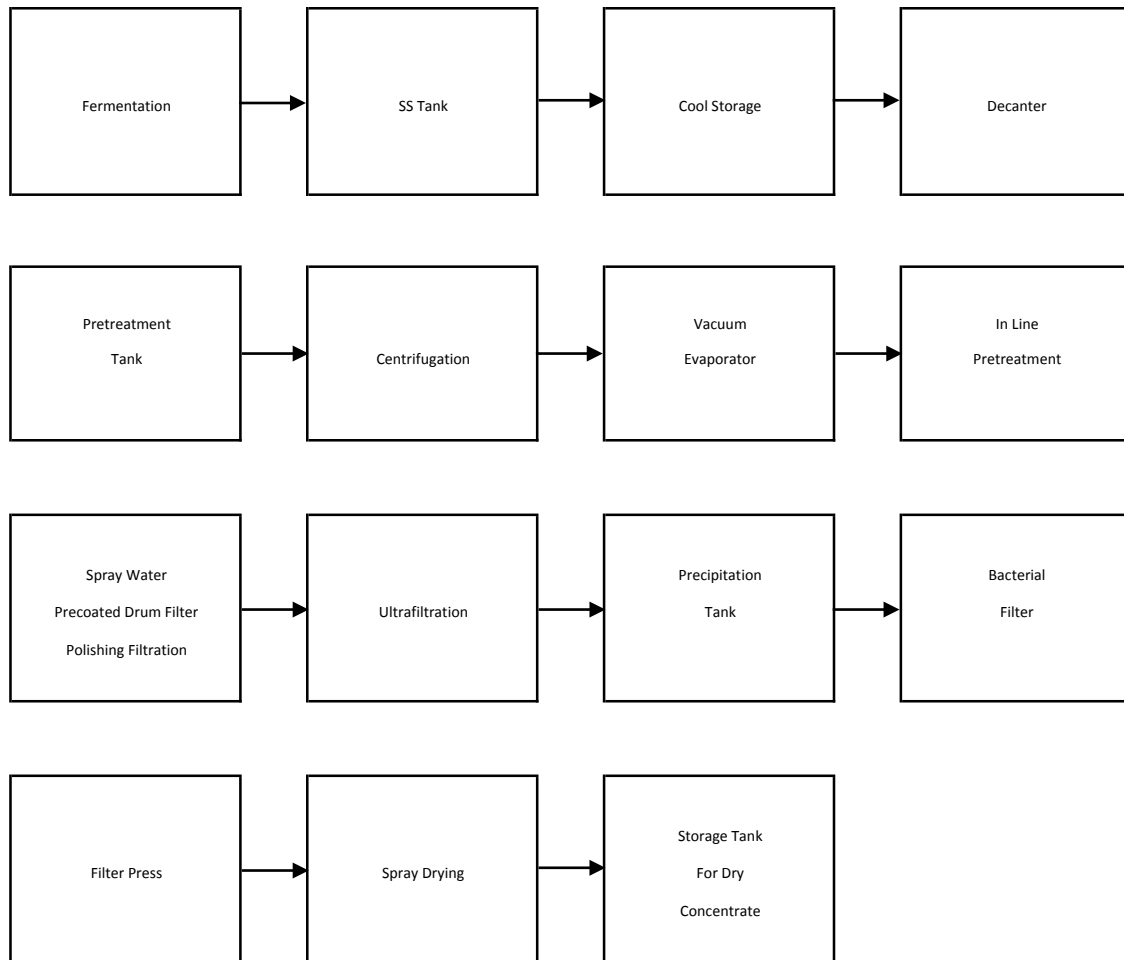 Fermentation
SS Tank
Cool Storage
Decanter
Pretreatment
Tank
Centrifugation
Vacuum
Evaporator
In Line
Pretreatment
Spray Water
Precoated Drum Filter
Polishing Filtration
Ultrafiltration
Precipitation
Tank
Bacterial
Filter
Filter Press
Spray Drying
Storage Tank
For Dry
Concentrate